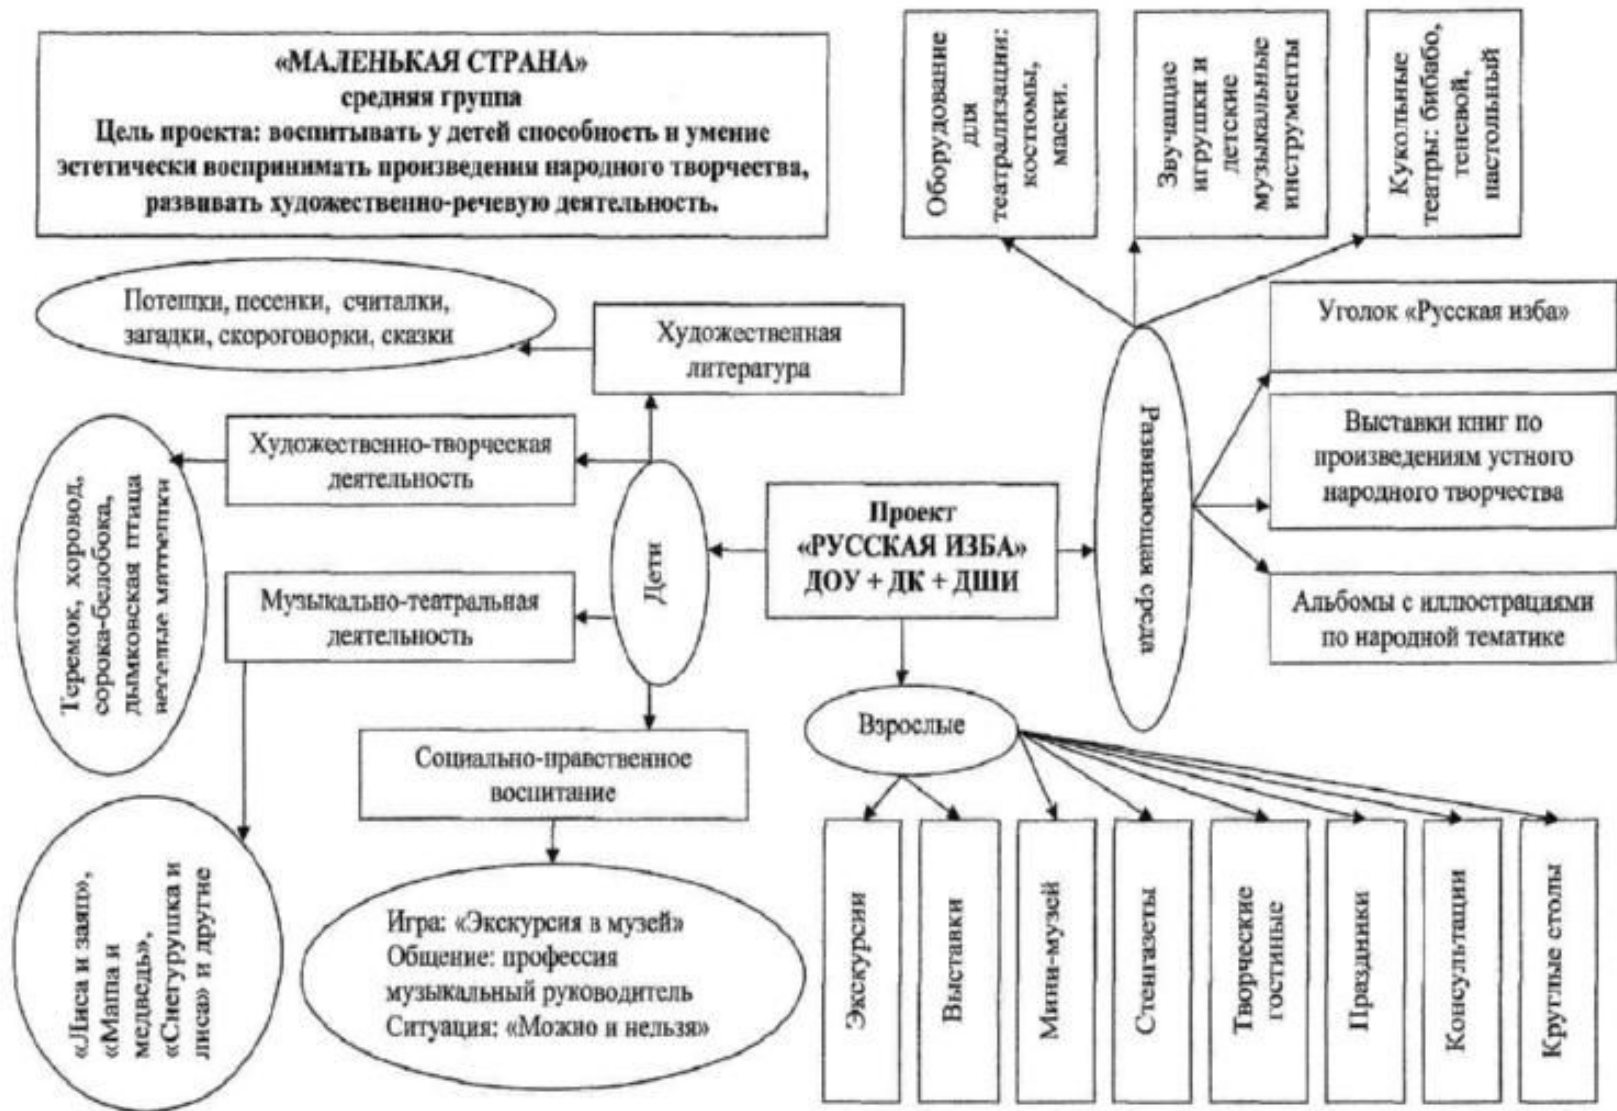 «МАЛЕНЬКАЯ СТРАНА»
средняя группа
Цель проекта: воспитывать у детей способность и умение
эстетически воспринимать произведения народного творчества,
развивать художественно-речевую деятельность.
Оборудование
для
театрализации:
костюмы,
маски.
Звучащие
игрушки и
детские
музыкальные
инструменты
Кукольные
театры: бибабо,
теневой,
настольный
Потешки, песенки, считалки,
загадки, скороговорки, сказки
Художественная
литература
Уголок «Русская изба»
Художественно-творческая
деятельность
Выставки книг по
произведениям устного
народного творчества
Теремок, хоровод,
сорока-белобока,
дымковская птица
веселые матрешки
Проект
«РУССКАЯ ИЗБА»
ДОУ + ДК + ДШИ
Дети
Развивающая среда
Музыкально-театральная
деятельность
Альбомы с иллюстрациями
по народной тематике
Взрослые
Социально-нравственное
воспитание
«Лиса и заяц»,
«Маша и
медведь»,
«Снегурушка и
лиса» и другие
Игра: «Экскурсия в музей»
Общение: профессия
музыкальный руководитель
Ситуация: «Можно и нельзя»
Экскурсии
Выставки
Мини-музей
Стенгазеты
Творческие
гостиные
Праздники
Консультации
Круглые столы